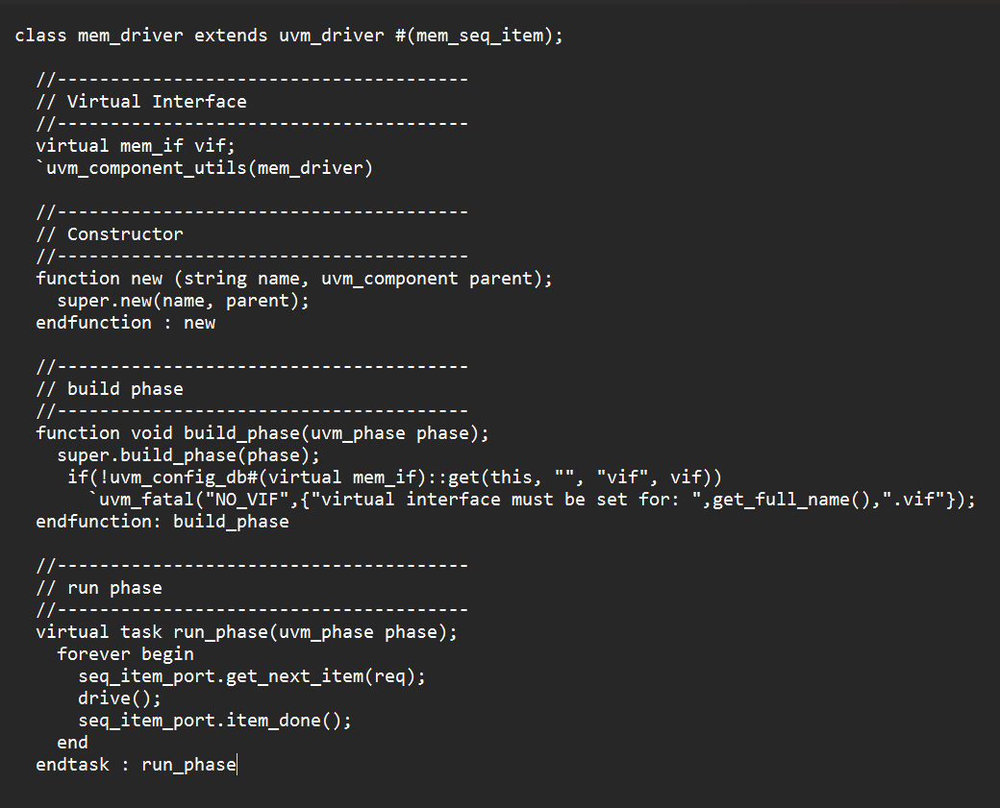 class mem_driver extends uvm_driver #(mem_seq_item);
//---------------------------------------
// Virtual Interface
//---------------------------------------
virtual mem_if vif;
`uvm_component_utils(mem_driver)
//---------------------------------------
// Constructor
//---------------------------------------
function new (string name, uvm_component parent);
super.new(name, parent);
endfunction : new
//---------------------------------------
// build phase
//---------------------------------------
function void build_phase(uvm_phase phase);
super.build_phase(phase);
if(!uvm_config_db#(virtual mem_if)::get(this, "", "vif", vif))
`uvm_fatal("NO_VIF",{"virtual interface must be set for: ",get_full_name(),".vif"});
endfunction: build_phase
//---------------------------------------
// run phase
//---------------------------------------
virtual task run_phase(uvm_phase phase);
forever begin
seq_item_port.get_next_item(req);
drive();
seq_item_port.item_done();
end
endtask : run_phase